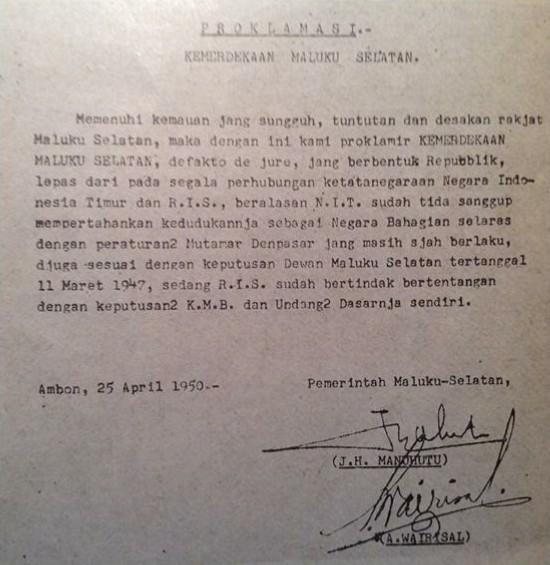 P R O K L A M A S I.-
KEMERDEKAAN MALUKU SELATAN.
Memenuhi kemauan jang sungguh, tuntutan dan desakan rakjat
Maluku Selatan, maka dengan ini kami proklamir KEMERDEKAAN
MALUKU SELATAN, defakto de jure, jang berbentuk Repubblik,
lepas dari pada segala perhubungan ketatanegaraan Negara Indo-
nesia Timur dan R.I.S., beralasan N.I.T. sudah tida sanggup
mempertahankan kedudukannja sebagai Negara Bahagian selaras
dengan peraturan2 Mutamar Denpasar jang masih sjah berlaku,
djuga sesuai dengan keputusan Dewan Maluku Selatan tertanggal
11 Maret 1947, sedang R.I.S. sudah bertindak bertentangan
dengan keputusan2 K.M.B. dan Undang2 Dasarnja sendiri.
Ambon, 25 April 1950.-
Pemerintah Maluku-Selatan,
(J.H. MANUHUTU)
(A.WAIRISAL)